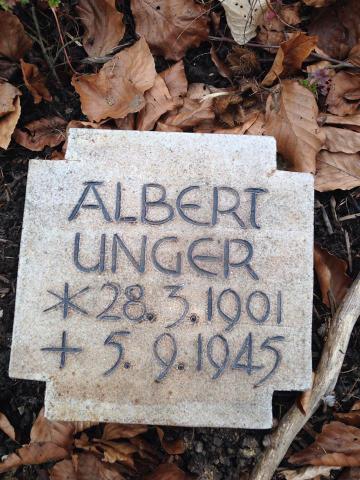 ALBERT
UNGER
* 28.3.1901
+ 5.9.1945